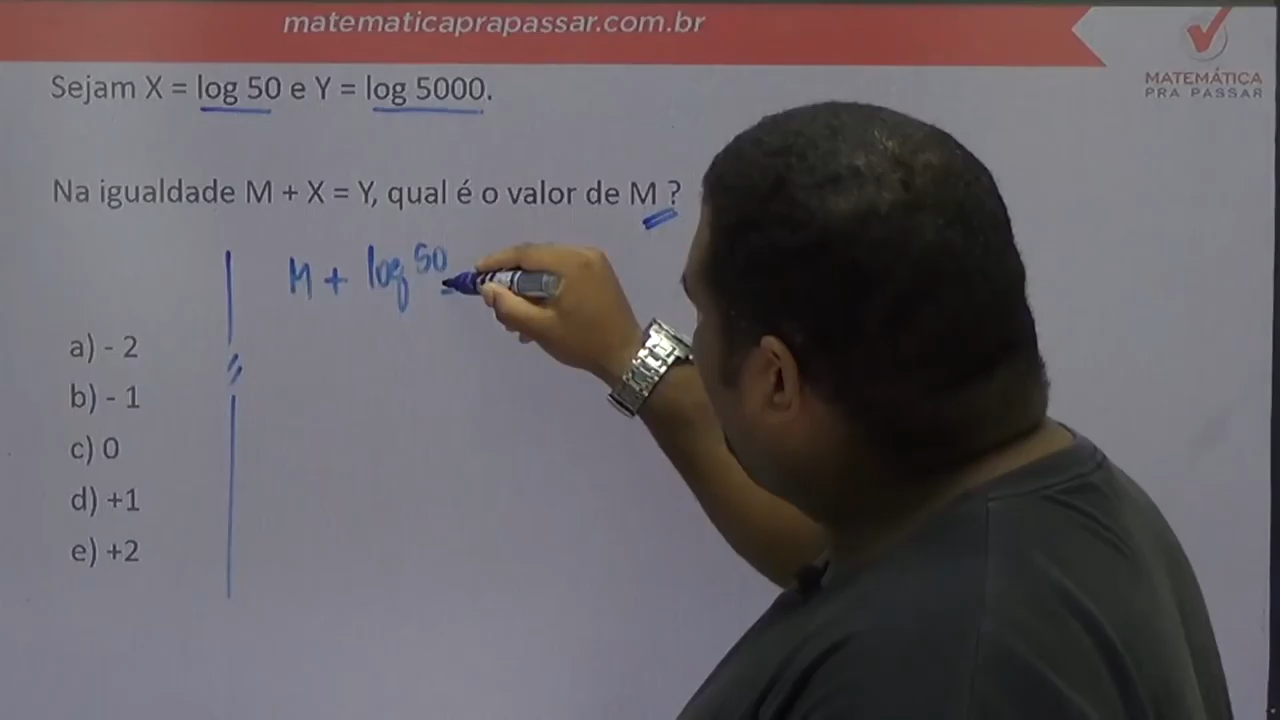 matematicaprapassar.com.br
MATEMÁTICA
PRA PASSAR
Sejam X = log 50 e Y = log 5000.
Na igualdade M + X = Y, qual é o valor de M ?
M + log 50
a) - 2
b) - 1
c) 0
d) +1
e) +2